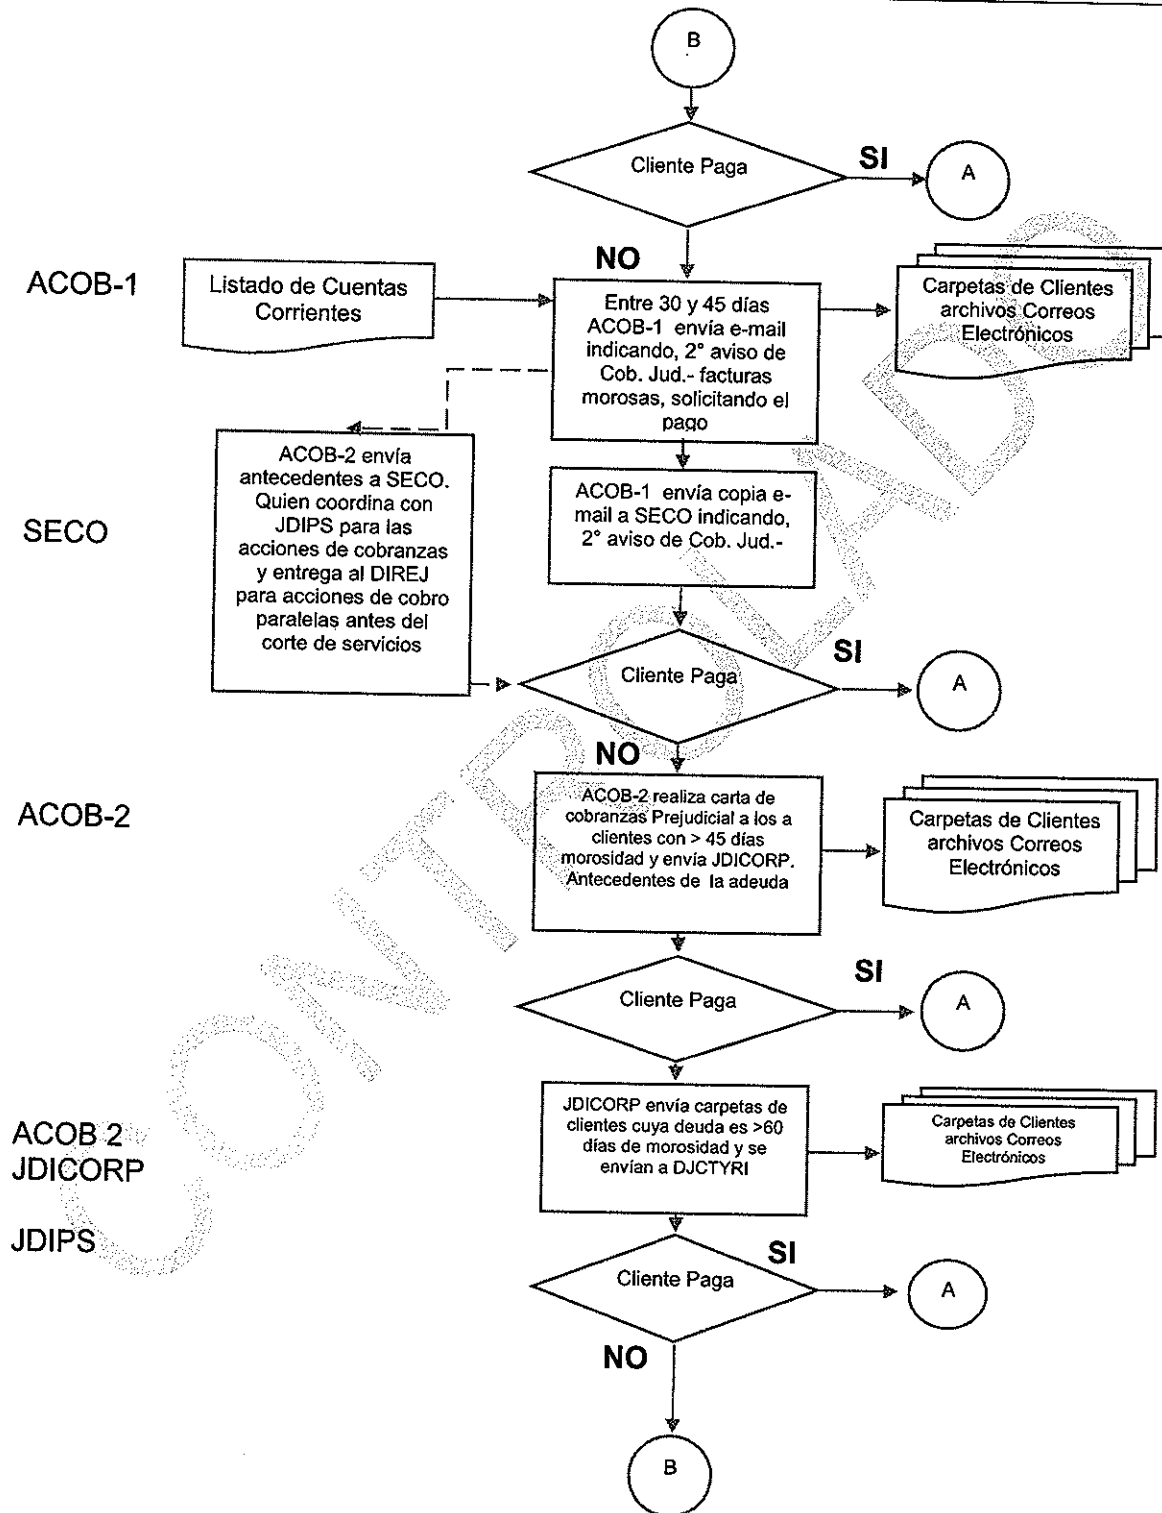 B
Cliente Paga
SI
A
NO
ACOB-1
Listado de Cuentas
Corrientes
Entre 30 y 45 días
ACOB-1 envía e-mail
indicando, 2° aviso de
Cob. Jud.- facturas
morosas, solicitando el
pago
Carpetas de Clientes
archivos Correos
Electrónicos
SECO
ACOB-2 envía
antecedentes a SECO.
Quien coordina con
JDIPS para las
acciones de cobranzas
y entrega al DIREJ
para acciones de cobro
paralelas antes del
corte de servicios
ACOB-1 envía copia e-
mail a SECO indicando,
2° aviso de Cob. Jud.-
Cliente Paga
SI
A
NO
ACOB-2
ACOB-2 realiza carta de
cobranzas Prejudicial a los a
clientes con > 45 días
morosidad y envía JDICORP.
Antecedentes de la adeuda
Carpetas de Clientes
archivos Correos
Electrónicos
Cliente Paga
SI
A
ACOB 2
JDICORP
JDIPS
JDICORP envía carpetas de
clientes cuya deuda es >60
días de morosidad y se
envían a DJCTYRI
Carpetas de Clientes
archivos Correos
Electrónicos
Cliente Paga
SI
A
NO
B
CONTROLADO